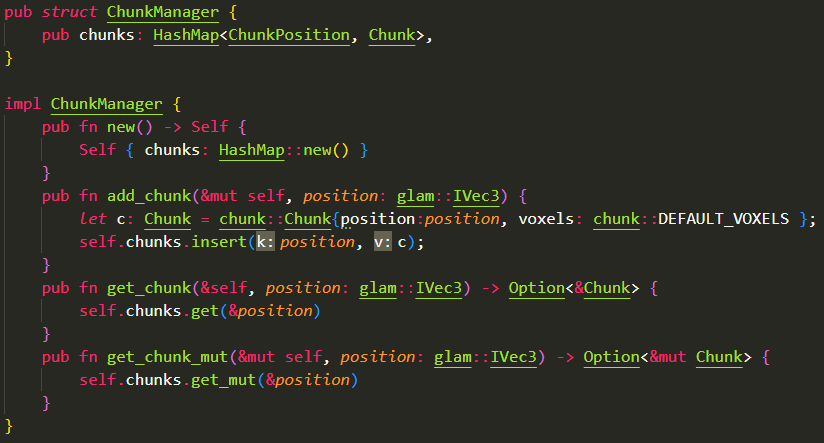 pub struct ChunkManager {
    pub chunks: HashMap<ChunkPosition, Chunk>,
}

impl ChunkManager {
    pub fn new() -> Self {
        Self { chunks: HashMap::new() }
    }
    pub fn add_chunk(&mut self, position: glam::IVec3) {
        let c: Chunk = chunk::Chunk{position:position, voxels: chunk::DEFAULT_VOXELS };
        self.chunks.insert(k: position, v: c);
    }
    pub fn get_chunk(&self, position: glam::IVec3) -> Option<&Chunk> {
        self.chunks.get(&position)
    }
    pub fn get_chunk_mut(&mut self, position: glam::IVec3) -> Option<&mut Chunk> {
        self.chunks.get_mut(&position)
    }
}